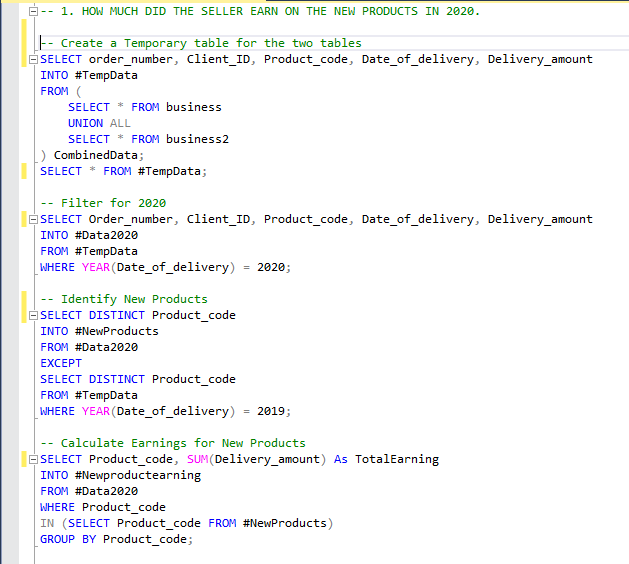 -- 1. HOW MUCH DID THE SELLER EARN ON THE NEW PRODUCTS IN 2020.
-- Create a Temporary table for the two tables
SELECT order_number, Client_ID, Product_code, Date_of_delivery, Delivery_amount
INTO #TempData
FROM (
    SELECT * FROM business
    UNION ALL
    SELECT * FROM business2
) CombinedData;
SELECT * FROM #TempData;
-- Filter for 2020
SELECT Order_number, Client_ID, Product_code, Date_of_delivery, Delivery_amount
INTO #Data2020
FROM #TempData
WHERE YEAR(Date_of_delivery) = 2020;
-- Identify New Products
SELECT DISTINCT Product_code
INTO #NewProducts
FROM #Data2020
EXCEPT
SELECT DISTINCT Product_code
FROM #TempData
WHERE YEAR(Date_of_delivery) = 2019;
-- Calculate Earnings for New Products
SELECT Product_code, SUM(Delivery_amount) As TotalEarning
INTO #Newproductearning
FROM #Data2020
WHERE Product_code
IN (SELECT Product_code FROM #NewProducts)
GROUP BY Product_code;